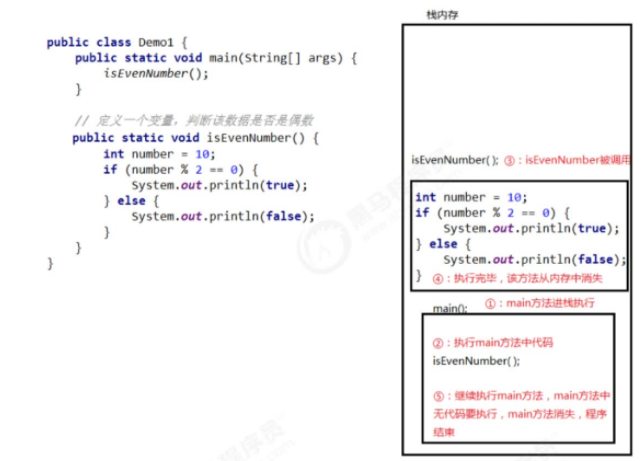 栈内存
public class Demo1 {
public static void main(String[] args) {
isEvenNumber();
}
// 定义一个变量，判断该数据是否是偶数
public static void isEvenNumber() {
int number = 10;
if (number % 2 == 0) {
System.out.println(true);
} else {
System.out.println(false);
}
}
}
isEvenNumber(); ③：isEvenNumber被调用
int number = 10;
if (number % 2 == 0) {
System.out.println(true);
} else {
System.out.println(false);
} ④：执行完毕，该方法从内存中消失
main(); ①：main方法进栈执行
②：执行main方法中代码
isEvenNumber();
⑤：继续执行main方法，main方法中
无代码要执行，main方法消失，程序
结束
黑马程序员